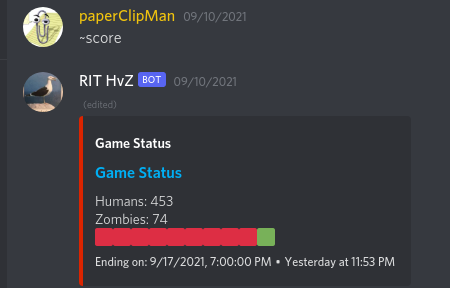 paperClipMan 09/10/2021
~score
RIT HvZ BOT 09/10/2021
(edited)
Game Status
Game Status
Humans: 453
Zombies: 74
Ending on: 9/17/2021, 7:00:00 PM • Yesterday at 11:53 PM